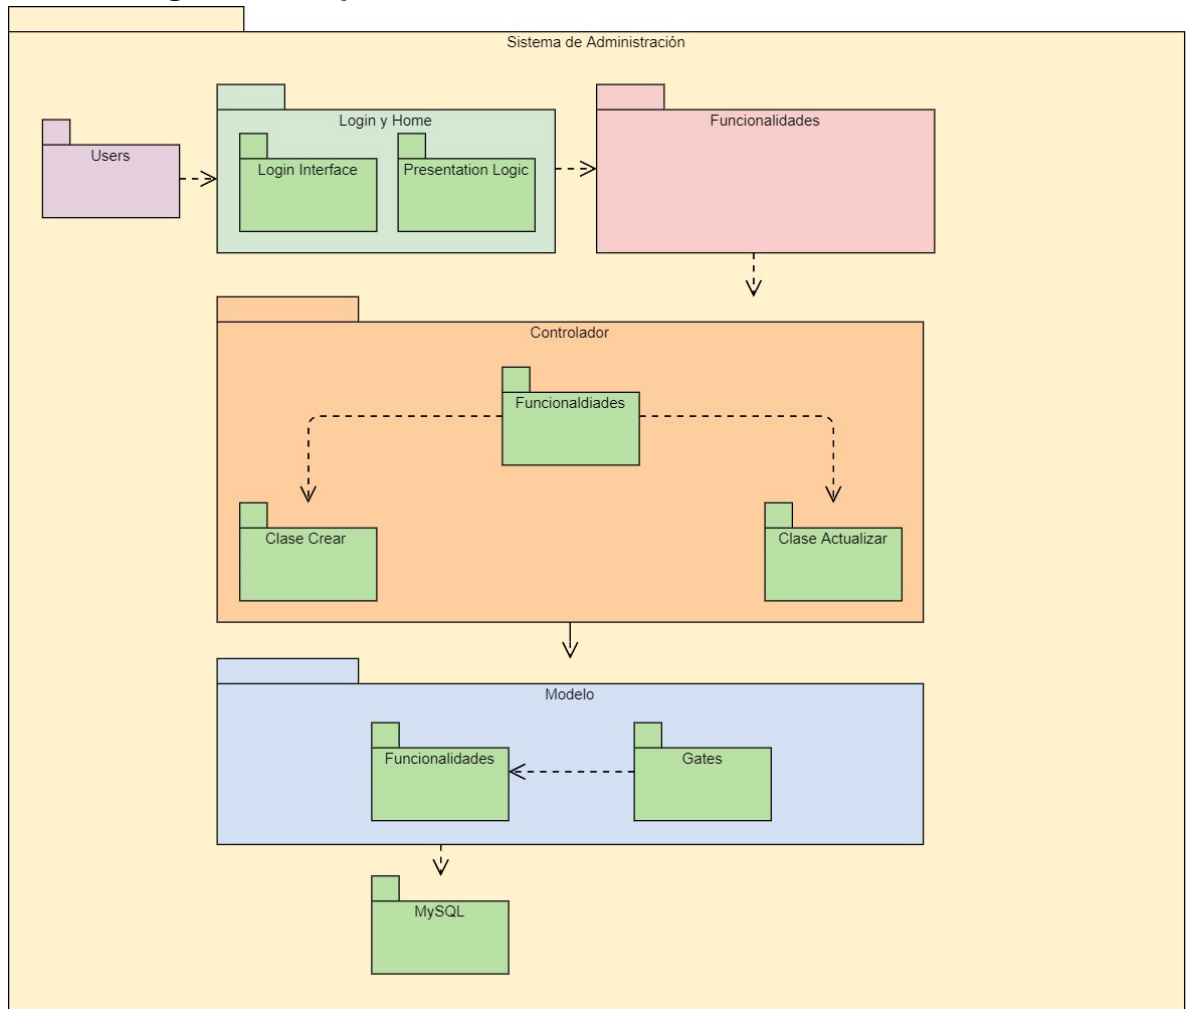 Sistema de Administración
Login y Home
Funcionalidades
Users
Login Interface
Presentation Logic
Controlador
Funcionaldiades
Clase Crear
Clase Actualizar
Modelo
Funcionalidades
Gates
MySQL